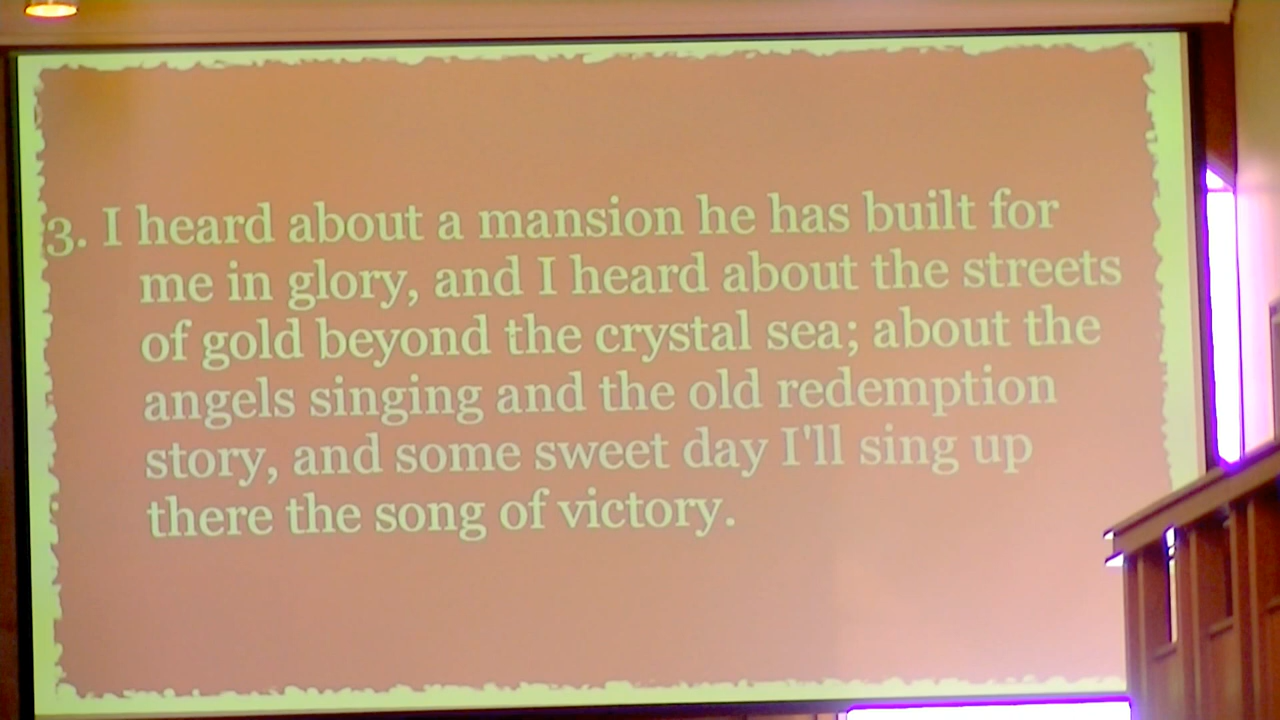 3. I heard about a mansion he has built for
me in glory, and I heard about the streets
of gold beyond the crystal sea; about the
angels singing and the old redemption
story, and some sweet day I'll sing up
there the song of victory.